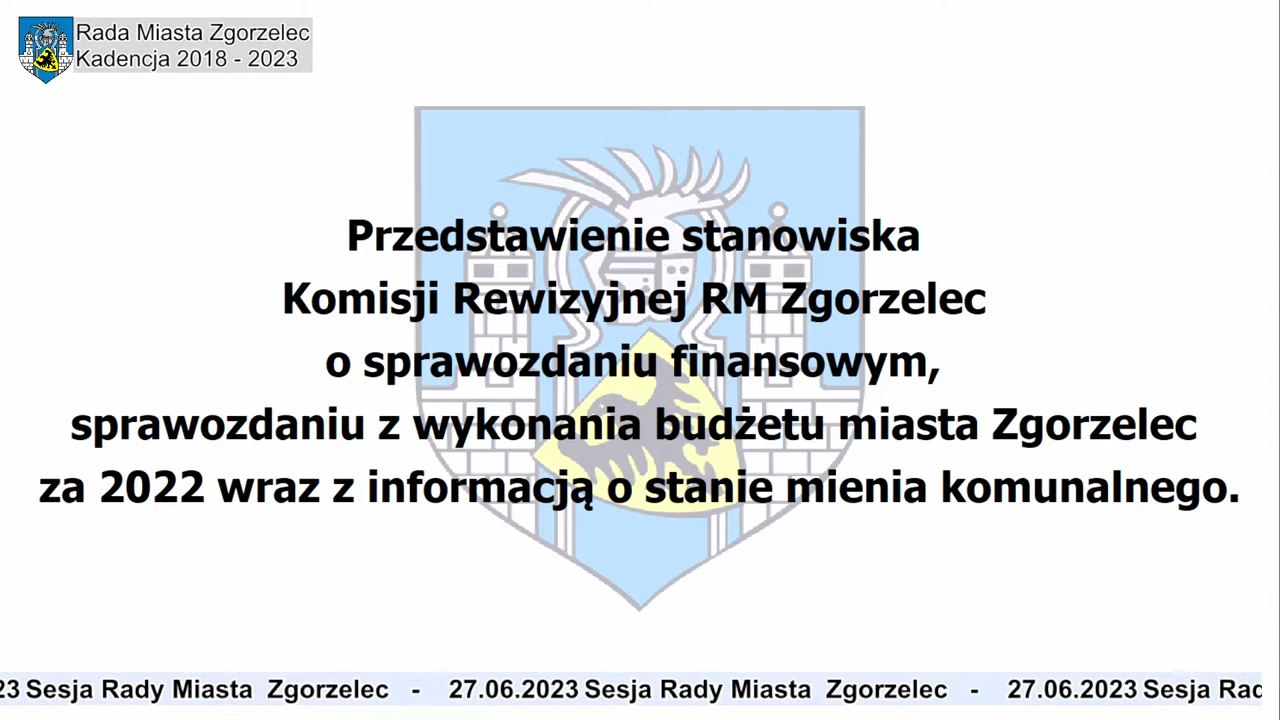 Rada Miasta Zgorzelec
Kadencja 2018 - 2023
Przedstawienie stanowiska
Komisji Rewizyjnej RM Zgorzelec
o sprawozdaniu finansowym,
sprawozdaniu z wykonania budżetu miasta Zgorzelec
za 2022 wraz z informacją o stanie mienia komunalnego.
23 Sesja Rady Miasta Zgorzelec - 27.06.2023 Sesja Rady Miasta Zgorzelec - 27.06.2023 Sesja Rad